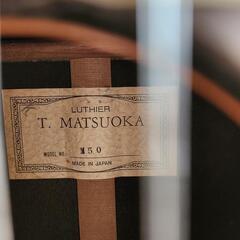 LUTHIER
T. MATSUOKA
MODEL NO. M50
MADE IN JAPAN